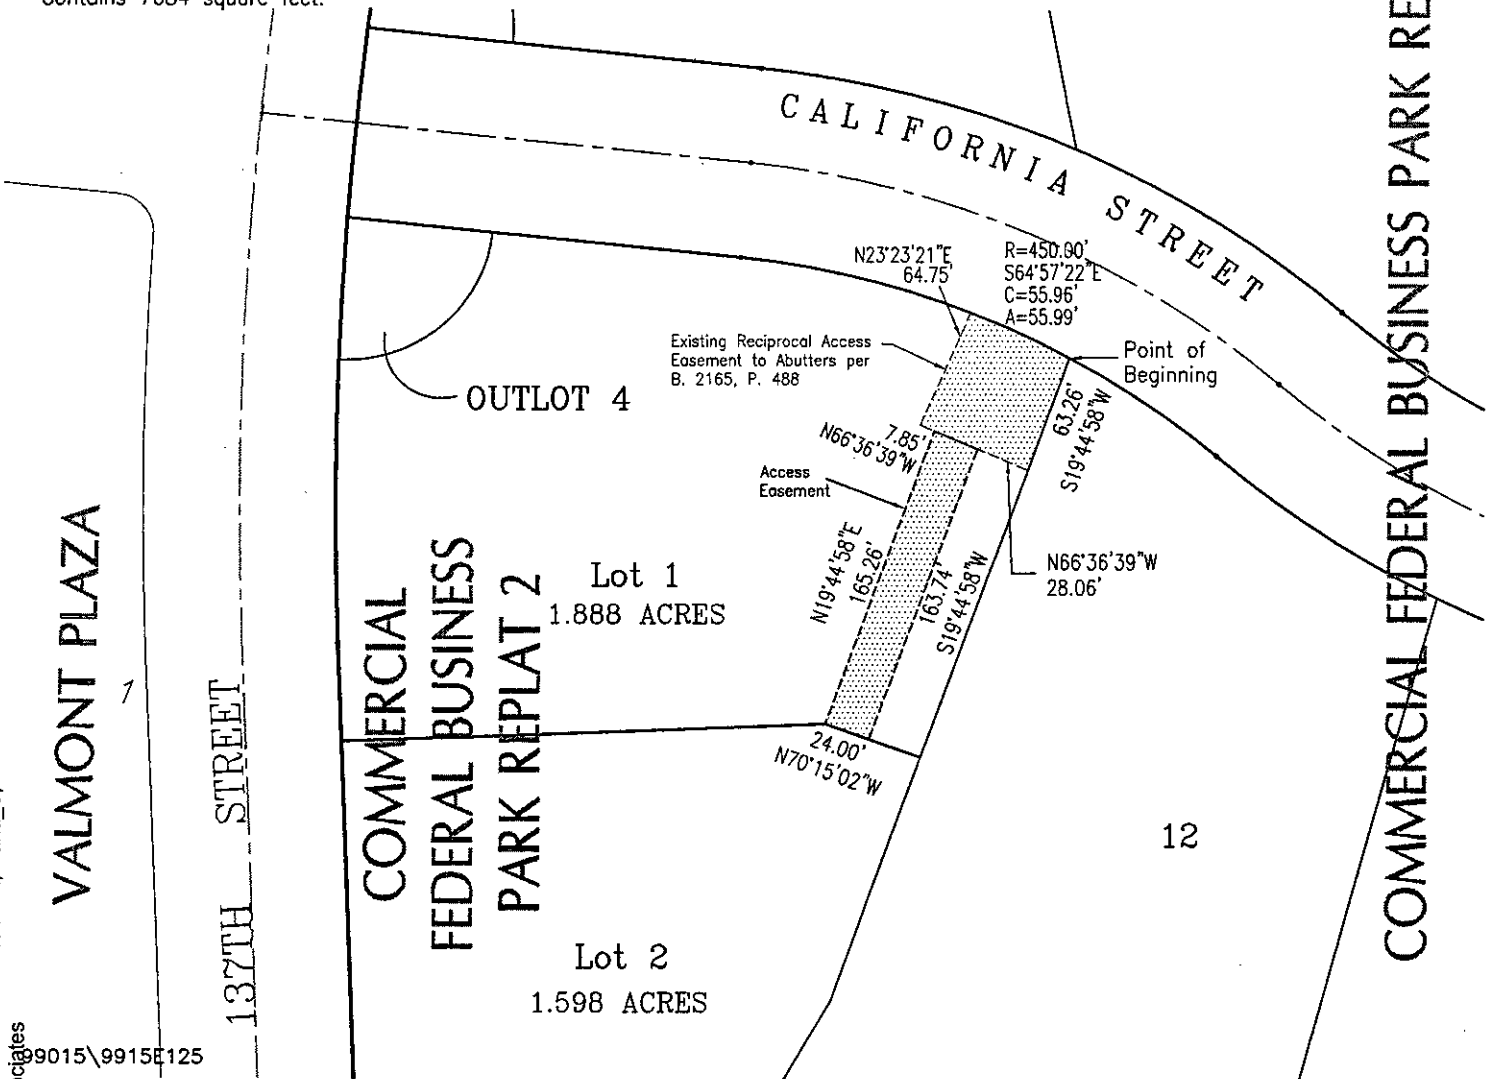 Contains 7684 square feet.
CALIFORNIA STREET
N23°23'21"E
64.75'
R=450.00'
S64°57'22"E
C=55.96'
A=55.99'
Existing Reciprocal Access
Easement to Abutters per
B. 2165, P. 488
Point of
Beginning
OUTLOT 4
63.26'
S19°44'58"W
7.85'
N66°36'39"W
Access
Easement
N19°44'58"E
165.26'
163.74'
S19°44'58"W
N66°36'39"W
28.06'
Lot 1
1.888 ACRES
24.00'
N70°15'02"W
VALMONT PLAZA
1
137TH STREET
COMMERCIAL
FEDERAL BUSINESS
PARK REPLAT 2
12
Lot 2
1.598 ACRES
COMMERCIAL FEDERAL BUSINESS PARK RE
ciates
99015\9915E125